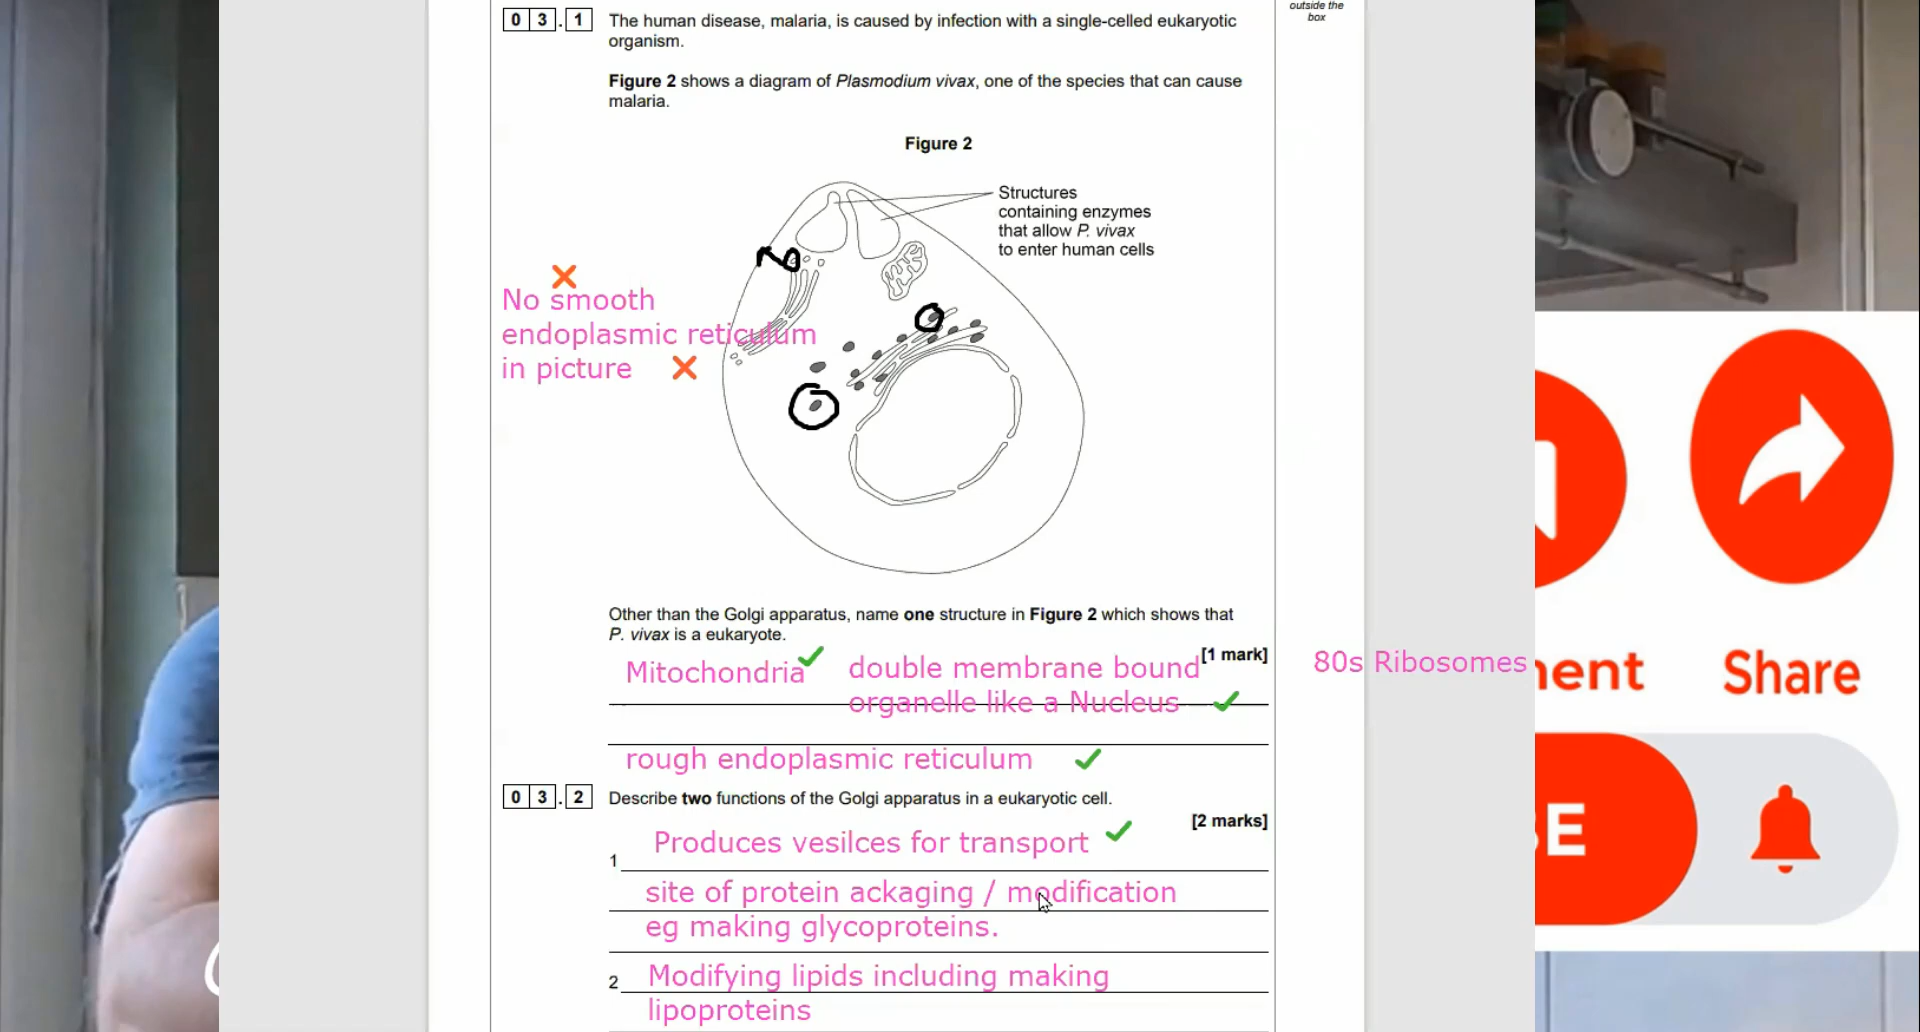 outside the
box
0 3 . 1 The human disease, malaria, is caused by infection with a single-celled eukaryotic
organism.
Figure 2 shows a diagram of Plasmodium vivax, one of the species that can cause
malaria.
Figure 2
Structures
containing enzymes
that allow P. vivax
to enter human cells
No smooth
endoplasmic reticulum
in picture
Other than the Golgi apparatus, name one structure in Figure 2 which shows that
P. vivax is a eukaryote.
[1 mark]
Mitochondria
double membrane bound
organelle like a Nucleus
80s Ribosomes
rough endoplasmic reticulum
0 3 . 2 Describe two functions of the Golgi apparatus in a eukaryotic cell.
[2 marks]
1 Produces vesilces for transport
site of protein ackaging / modification
eg making glycoproteins.
2 Modifying lipids including making
lipoproteins
nent
Share
BE